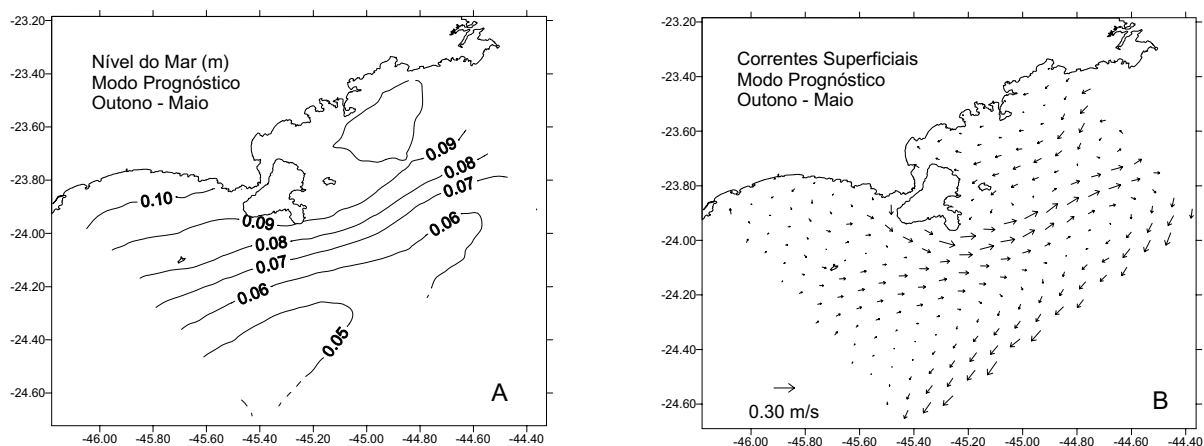 -23.20
-23.40
-23.60
-23.80
-24.00
-24.20
-24.40
-24.60
Nível do Mar (m)
Modo Prognóstico
Outono - Maio
0.10
0.09
0.09
0.08
0.07
0.06
0.08
0.07
0.06
0.05
A
-46.00 -45.80 -45.60 -45.40 -45.20 -45.00 -44.80 -44.60 -44.40
-23.20
-23.40
-23.60
-23.80
-24.00
-24.20
-24.40
-24.60
Correntes Superficiais
Modo Prognóstico
Outono - Maio
0.30 m/s
B
-46.00 -45.80 -45.60 -45.40 -45.20 -45.00 -44.80 -44.60 -44.40